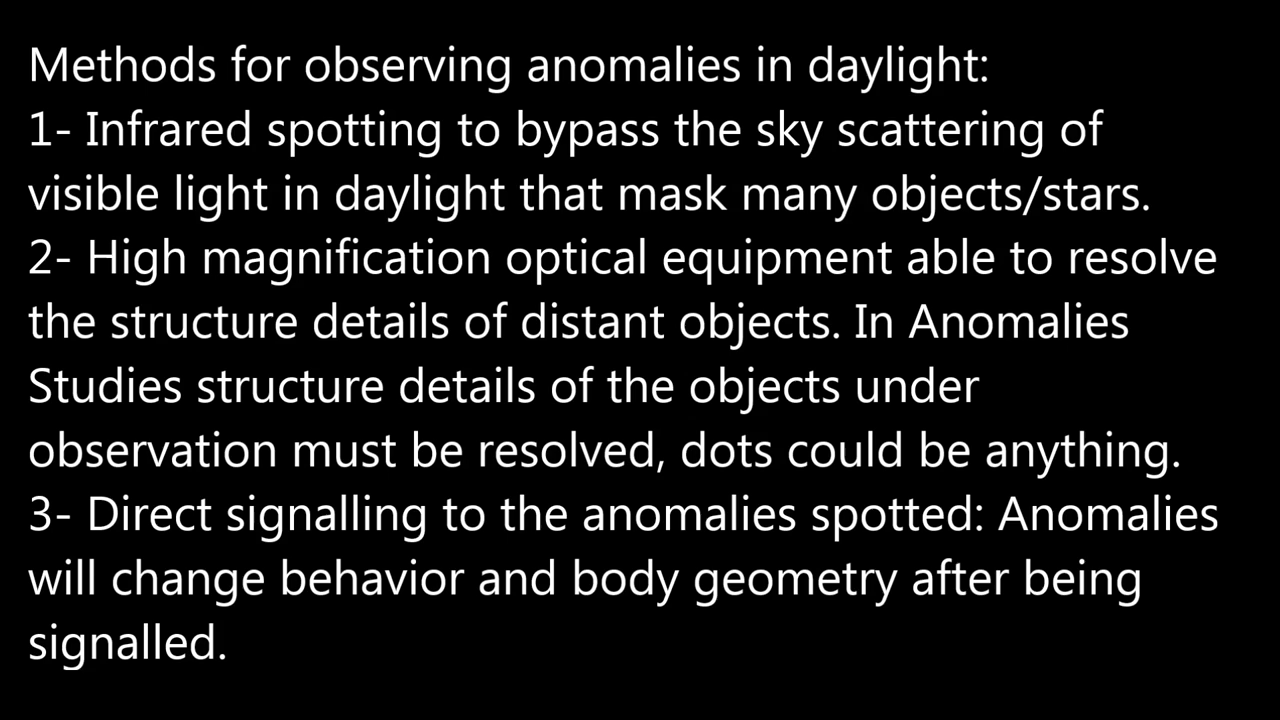 Methods for observing anomalies in daylight:
1- Infrared spotting to bypass the sky scattering of
visible light in daylight that mask many objects/stars.
2- High magnification optical equipment able to resolve
the structure details of distant objects. In Anomalies
Studies structure details of the objects under
observation must be resolved, dots could be anything.
3- Direct signalling to the anomalies spotted: Anomalies
will change behavior and body geometry after being
signalled.